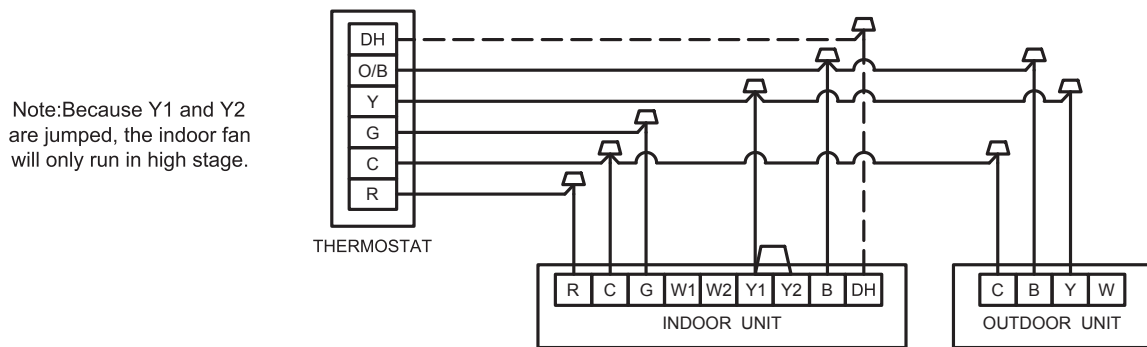 DH
O/B
Y
G
C
R
THERMOSTAT
Note:Because Y1 and Y2
are jumped, the indoor fan
will only run in high stage.
R C G W1 W2 Y1 Y2 B DH
INDOOR UNIT
C B Y W
OUTDOOR UNIT